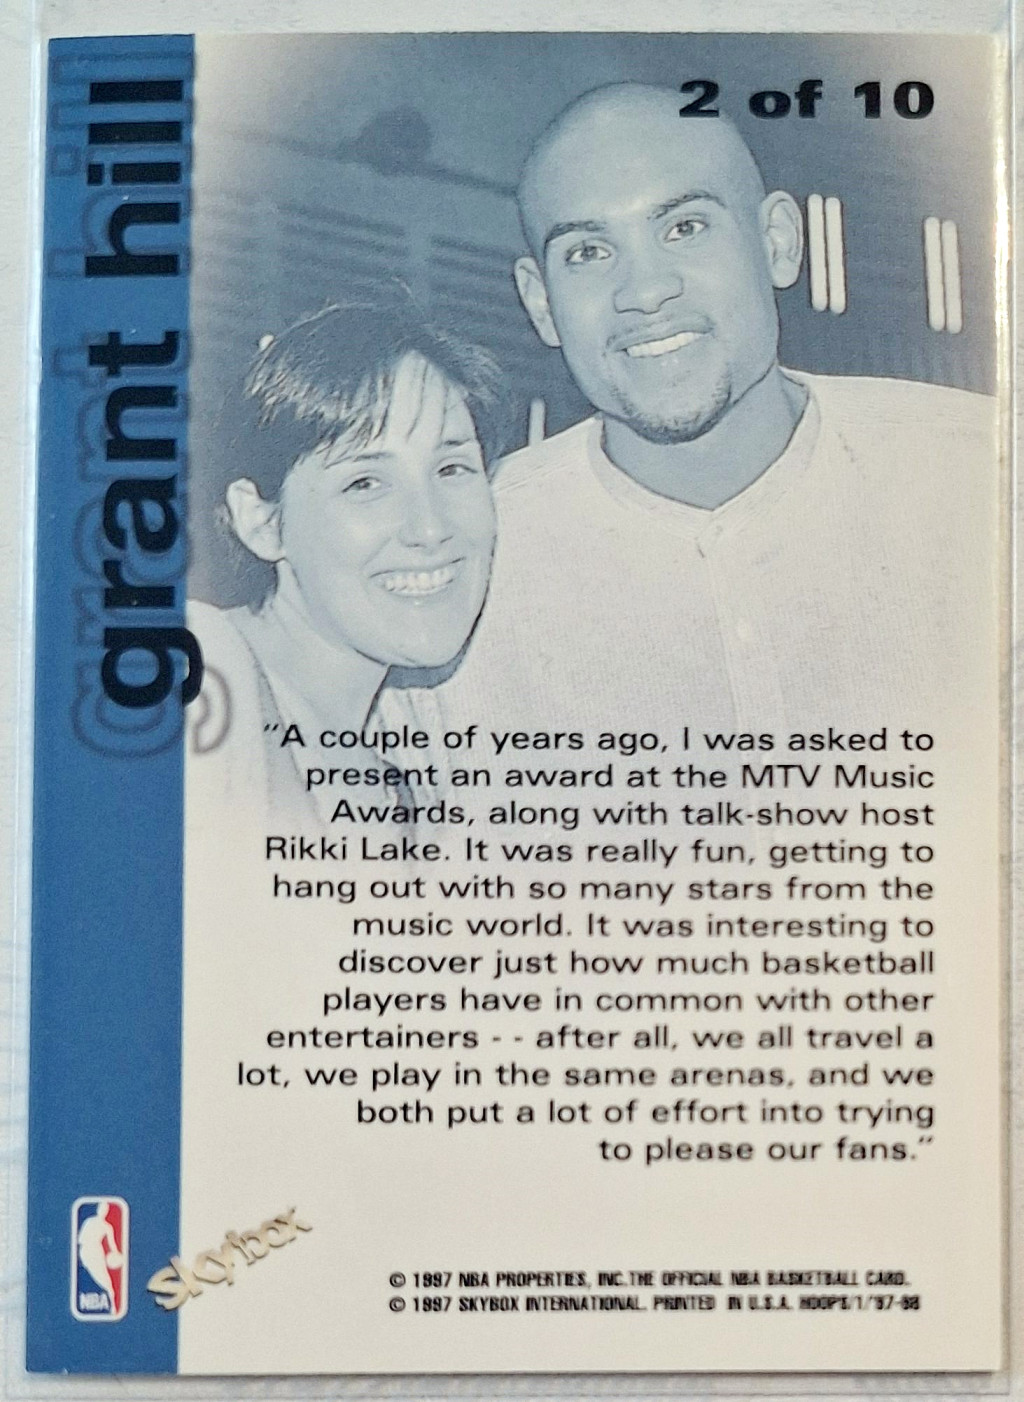 2 of 10
grant hill
"A couple of years ago, I was asked to
present an award at the MTV Music
Awards, along with talk-show host
Rikki Lake. It was really fun, getting to
hang out with so many stars from the
music world. It was interesting to
discover just how much basketball
players have in common with other
entertainers - - after all, we all travel a
lot, we play in the same arenas, and we
both put a lot of effort into trying
to please our fans."
NBA
skybox
© 1997 NBA PROPERTIES, INC. THE OFFICIAL NBA BASKETBALL CARD.
© 1997 SKYBOX INTERNATIONAL. PRINTED IN U.S.A. HOOPS/1/'97-98